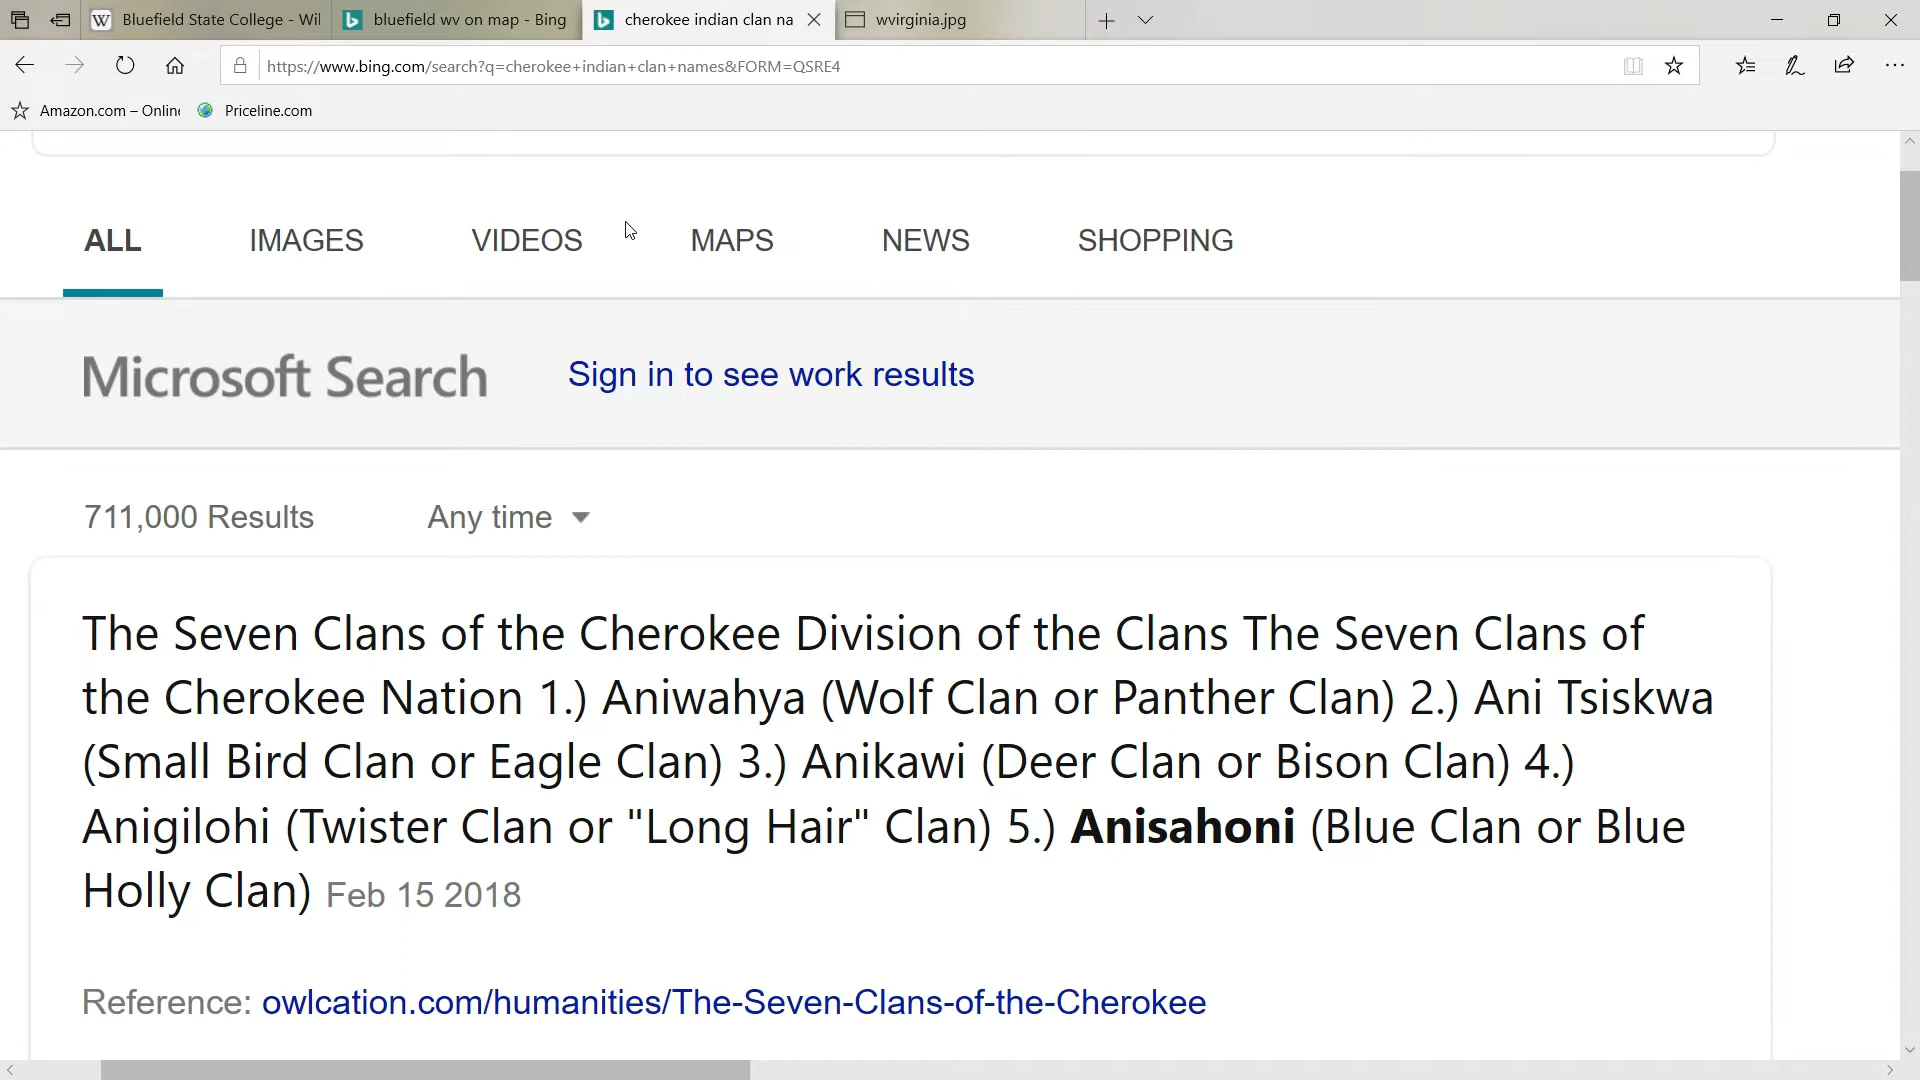 Bluefield State College - Wil
bluefield wv on map - Bing
cherokee indian clan na
wvirginia.jpg
https://www.bing.com/search?q=cherokee+indian+clan+names&FORM=QSRE4
Amazon.com – Online
Priceline.com
ALL IMAGES VIDEOS MAPS NEWS SHOPPING
Microsoft Search Sign in to see work results
711,000 Results Any time
The Seven Clans of the Cherokee Division of the Clans The Seven Clans of
the Cherokee Nation 1.) Aniwahya (Wolf Clan or Panther Clan) 2.) Ani Tsiskwa
(Small Bird Clan or Eagle Clan) 3.) Anikawi (Deer Clan or Bison Clan) 4.)
Anigilohi (Twister Clan or "Long Hair" Clan) 5.) Anisahoni (Blue Clan or Blue
Holly Clan) Feb 15 2018
Reference: owlcation.com/humanities/The-Seven-Clans-of-the-Cherokee